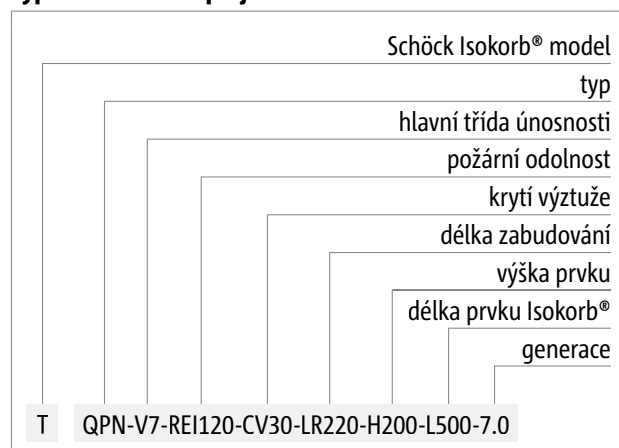 Schöck Isokorb® model
typ
hlavní třída únosnosti
požární odolnost
krytí výztuže
délka zabudování
výška prvku
délka prvku Isokorb®
generace
T QPN-V7-REI120-CV30-LR220-H200-L500-7.0